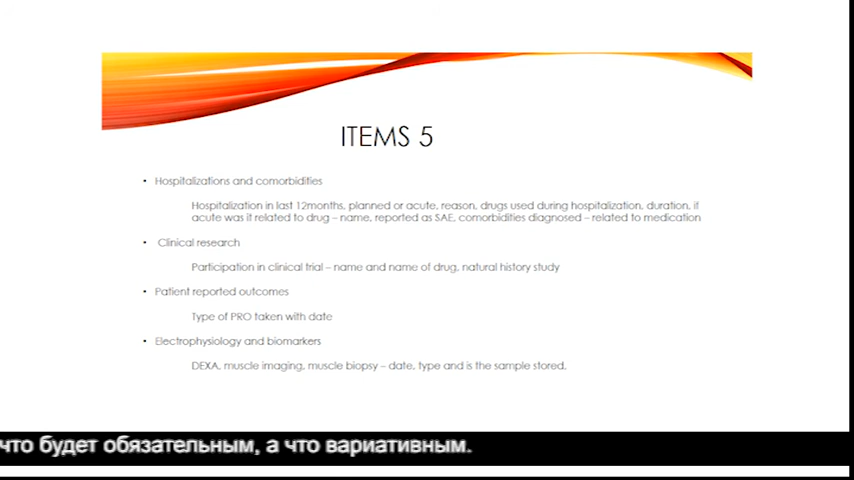 ITEMS 5
• Hospitalizations and comorbidities
Hospitalization in last 12months, planned or acute, reason, drugs used during hospitalization, duration, if
acute was it related to drug – name, reported as SAE, comorbidities diagnosed – related to medication
• Clinical research
Participation in clinical trial – name and name of drug, natural history study
• Patient reported outcomes
Type of PRO taken with date
• Electrophysiology and biomarkers
DEXA, muscle imaging, muscle biopsy – date, type and is the sample stored.
что будет обязательным, а что вариативным.